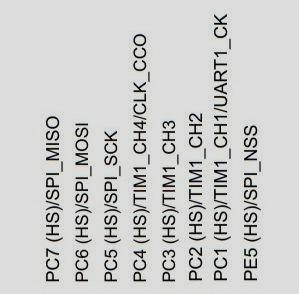 PC7 (HS)/SPI_MISO
PC6 (HS)/SPI_MOSI
PC5 (HS)/SPI_SCK
PC4 (HS)/TIM1_CH4/CLK_CCO
PC3 (HS)/TIM1_CH3
PC2 (HS)/TIM1_CH2
PC1 (HS)/TIM1_CH1/UART1_CK
PE5 (HS)/SPI_NSS